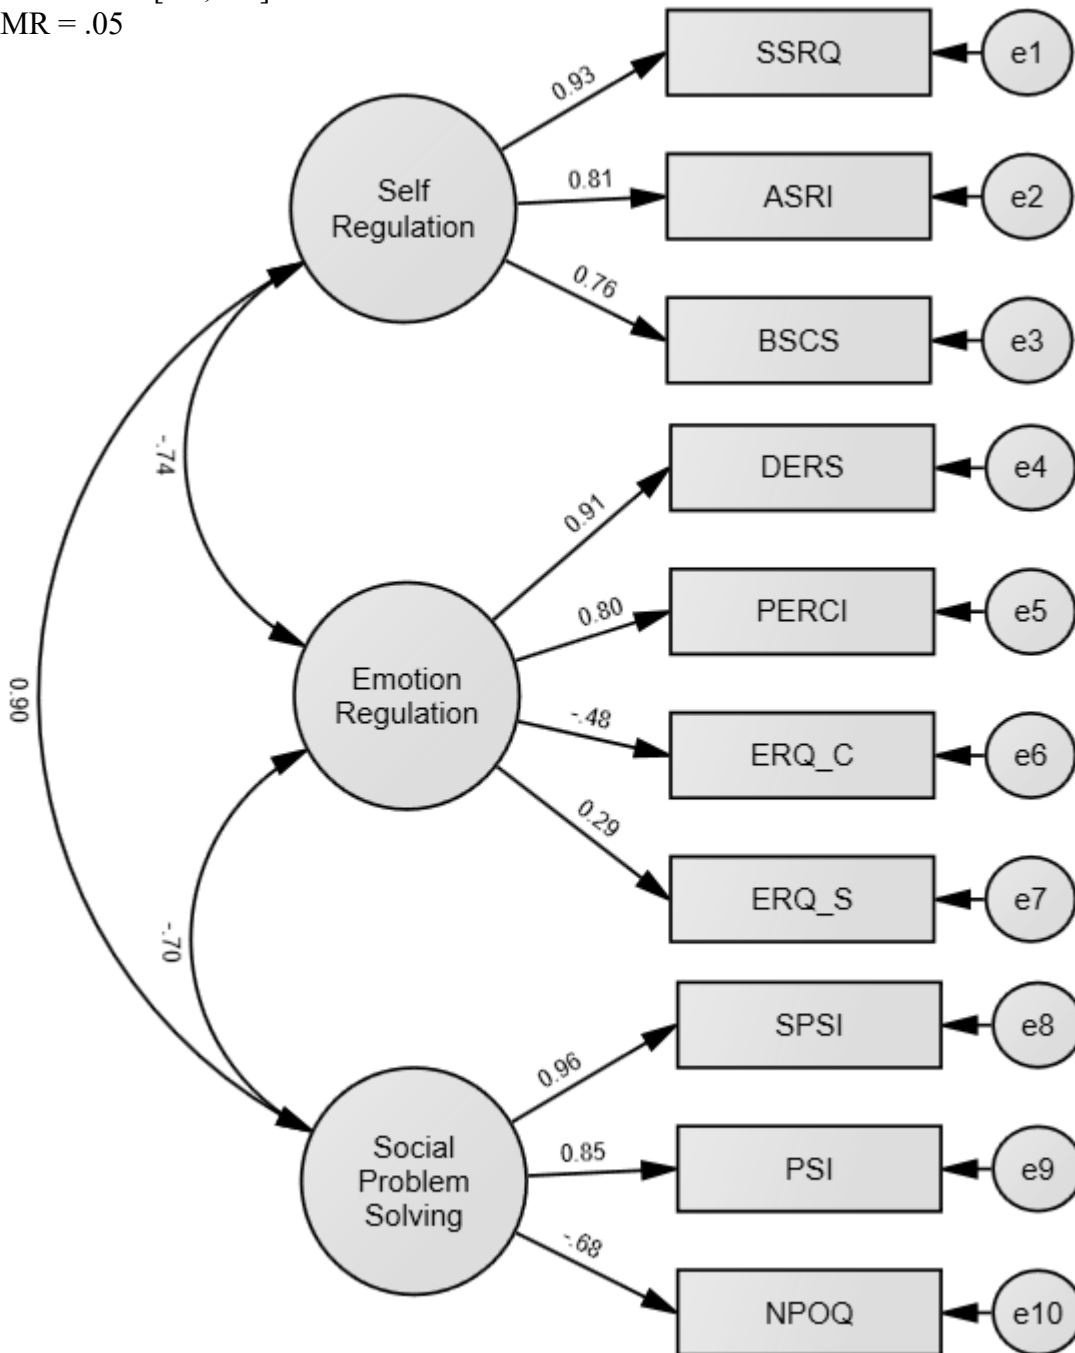 MR = .05
SSRQ
e1
0.93
Self
Regulation
0.81
ASRI
e2
0.76
BSCS
e3
-.74
DERS
e4
0.91
0.80
PERCI
e5
Emotion
Regulation
-.48
ERQ_C
e6
0.90
0.29
ERQ_S
e7
-.70
SPSI
e8
0.96
Social
Problem
Solving
0.85
PSI
e9
-.68
NPOQ
e10